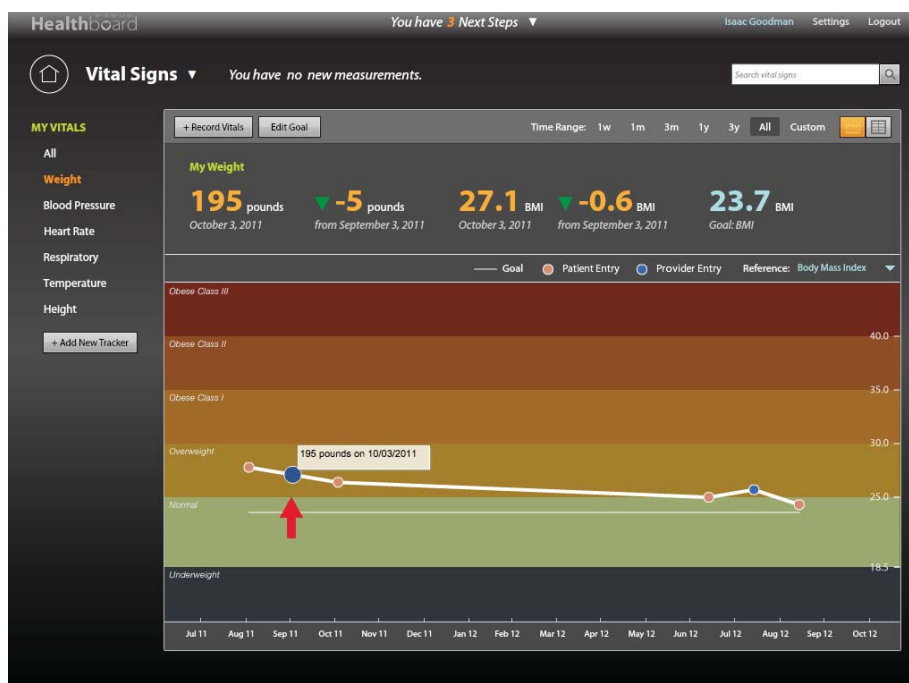 Healthboard
You have 3 Next Steps ▼
Isaac Goodman Settings Logout
Vital Signs ▼
You have no new measurements.
Search vital signs
MY VITALS
All
Weight
Blood Pressure
Heart Rate
Respiratory
Temperature
Height
+ Add New Tracker
+ Record Vitals Edit Goal
Time Range: 1w 1m 3m 1y 3y All Custom
My Weight
195 pounds ▼ -5 pounds 27.1 BMI ▼ -0.6 BMI 23.7 BMI
October 3, 2011 from September 3, 2011 October 3, 2011 from September 3, 2011 Goal: BMI
Goal Patient Entry Provider Entry Reference: Body Mass Index ▼
Obese Class III
40.0
Obese Class II
35.0
Obese Class I
30.0
Overweight
195 pounds on 10/03/2011
25.0
Normal
18.5
Underweight
Jul 11 Aug 11 Sep 11 Oct 11 Nov 11 Dec 11 Jan 12 Feb 12 Mar 12 Apr 12 May 12 Jun 12 Jul 12 Aug 12 Sep 12 Oct 12